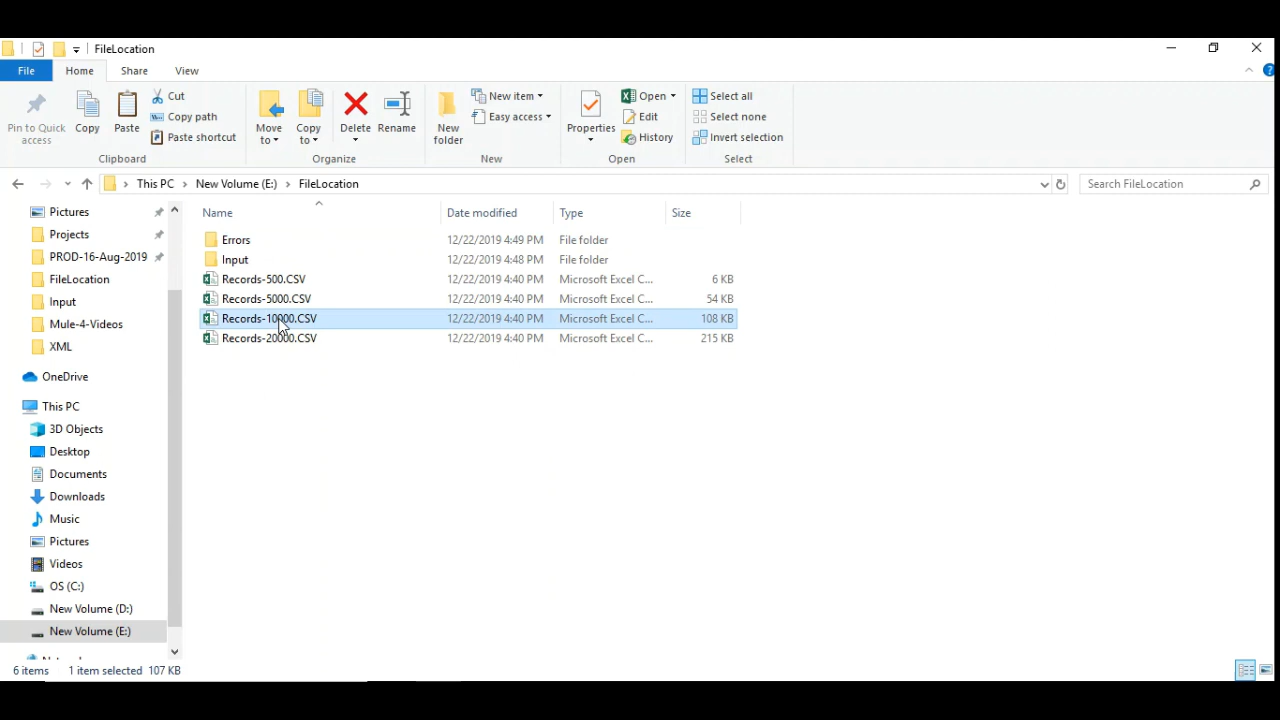 FileLocation
File Home Share View
Pin to Quick access
Copy
Paste
Cut
Copy path
Paste shortcut
Clipboard
Move to
Copy to
Delete
Rename
Organize
New folder
New item
Easy access
New
Properties
Open
Edit
History
Open
Select all
Select none
Invert selection
Select
This PC > New Volume (E:) > FileLocation
Search FileLocation
Pictures
Projects
PROD-16-Aug-2019
FileLocation
Input
Mule-4-Videos
XML
OneDrive
This PC
3D Objects
Desktop
Documents
Downloads
Music
Pictures
Videos
OS (C:)
New Volume (D:)
New Volume (E:)
Name Date modified Type Size
Errors 12/22/2019 4:49 PM File folder
Input 12/22/2019 4:48 PM File folder
Records-500.CSV 12/22/2019 4:40 PM Microsoft Excel C... 6 KB
Records-5000.CSV 12/22/2019 4:40 PM Microsoft Excel C... 54 KB
Records-10000.CSV 12/22/2019 4:40 PM Microsoft Excel C... 108 KB
Records-20000.CSV 12/22/2019 4:40 PM Microsoft Excel C... 215 KB
6 items 1 item selected 107 KB